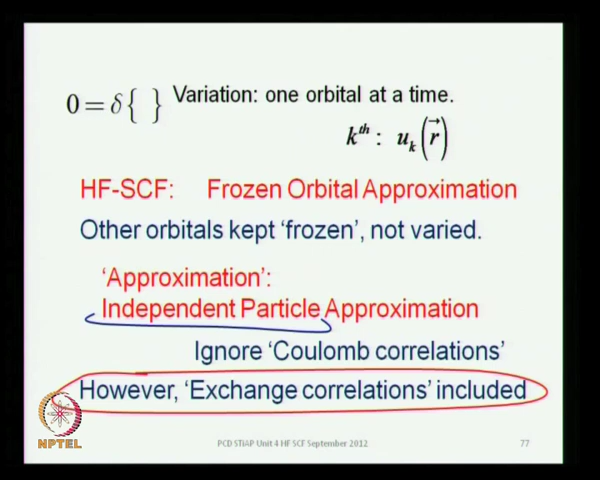 0 = δ{ } Variation: one orbital at a time.
kᵗʰ : uₖ(r⃗)
HF-SCF: Frozen Orbital Approximation
Other orbitals kept ‘frozen’, not varied.
‘Approximation’:
Independent Particle Approximation
Ignore ‘Coulomb correlations’
However, ‘Exchange correlations’ included
NPTEL
PCD STiAP Unit 4 HF SCF September 2012
77